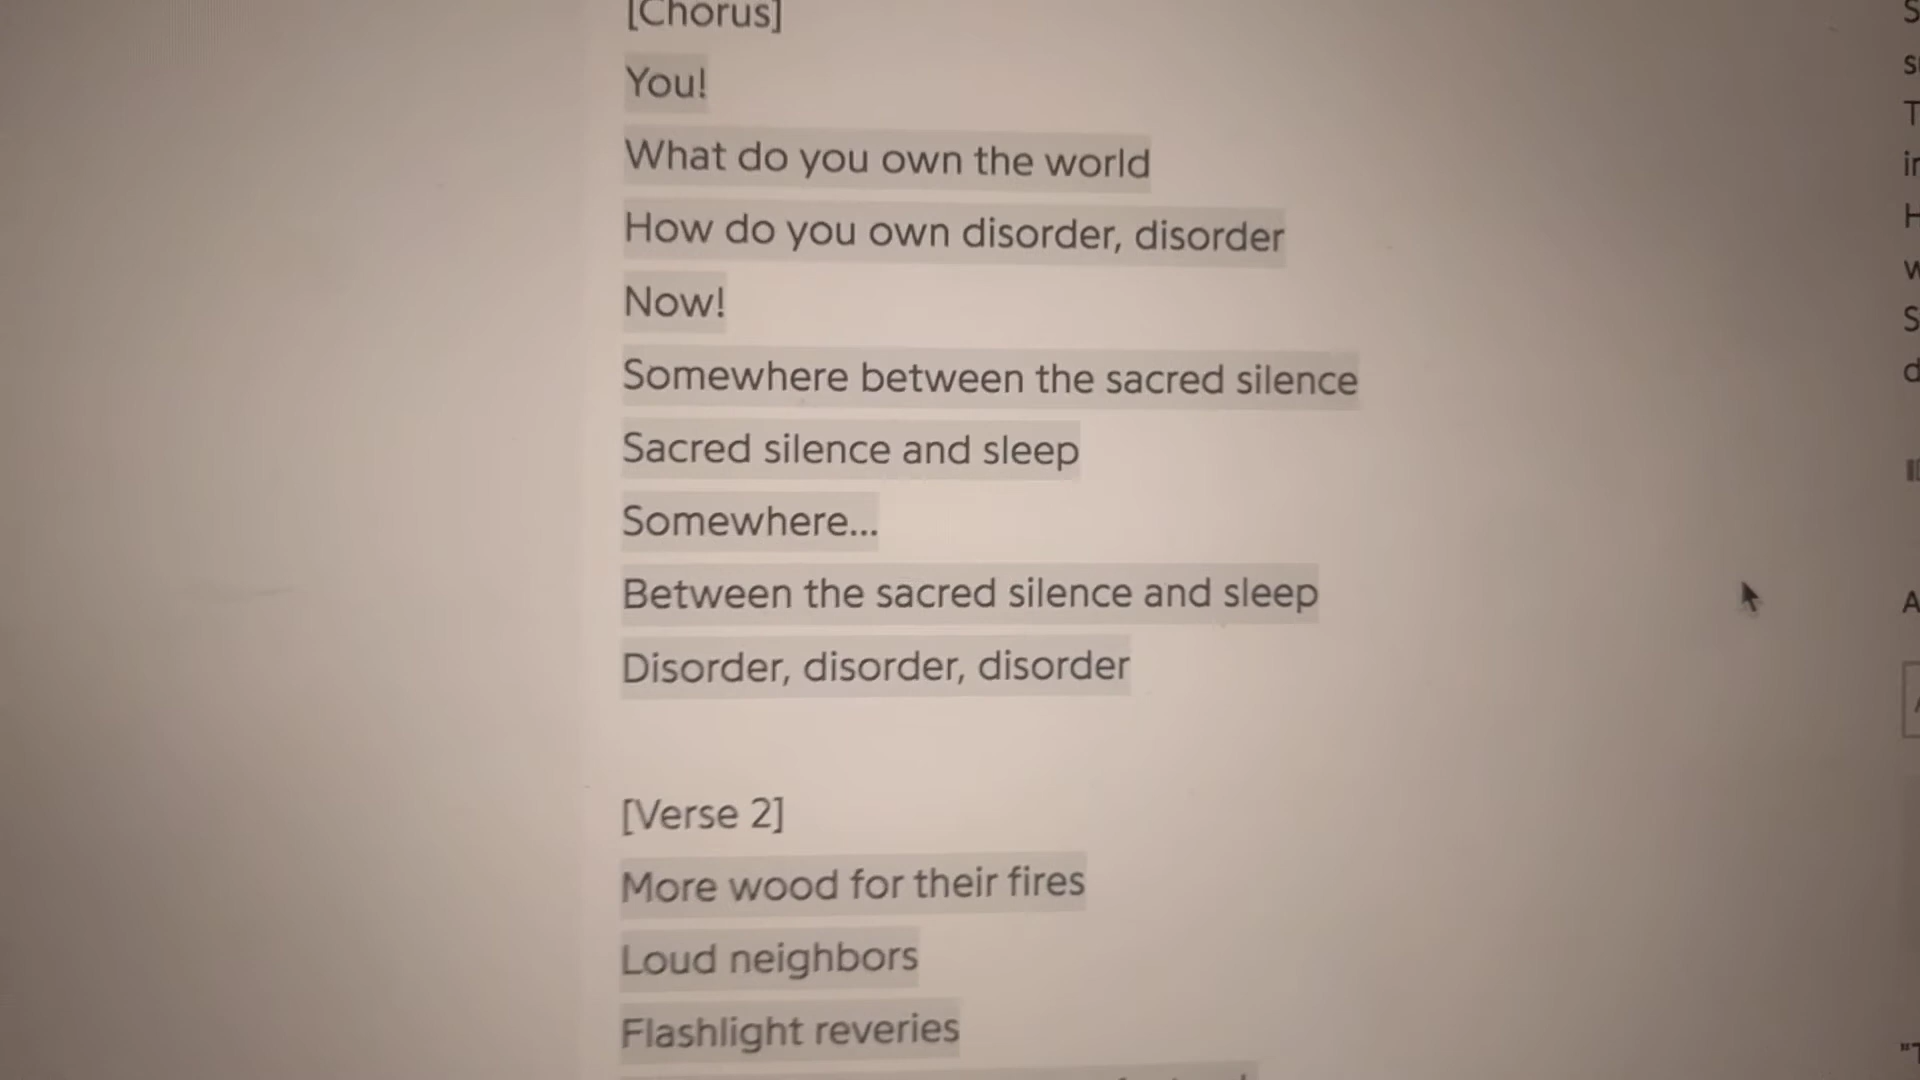 [Chorus]
You!
What do you own the world
How do you own disorder, disorder
Now!
Somewhere between the sacred silence
Sacred silence and sleep
Somewhere...
Between the sacred silence and sleep
Disorder, disorder, disorder
[Verse 2]
More wood for their fires
Loud neighbors
Flashlight reveries